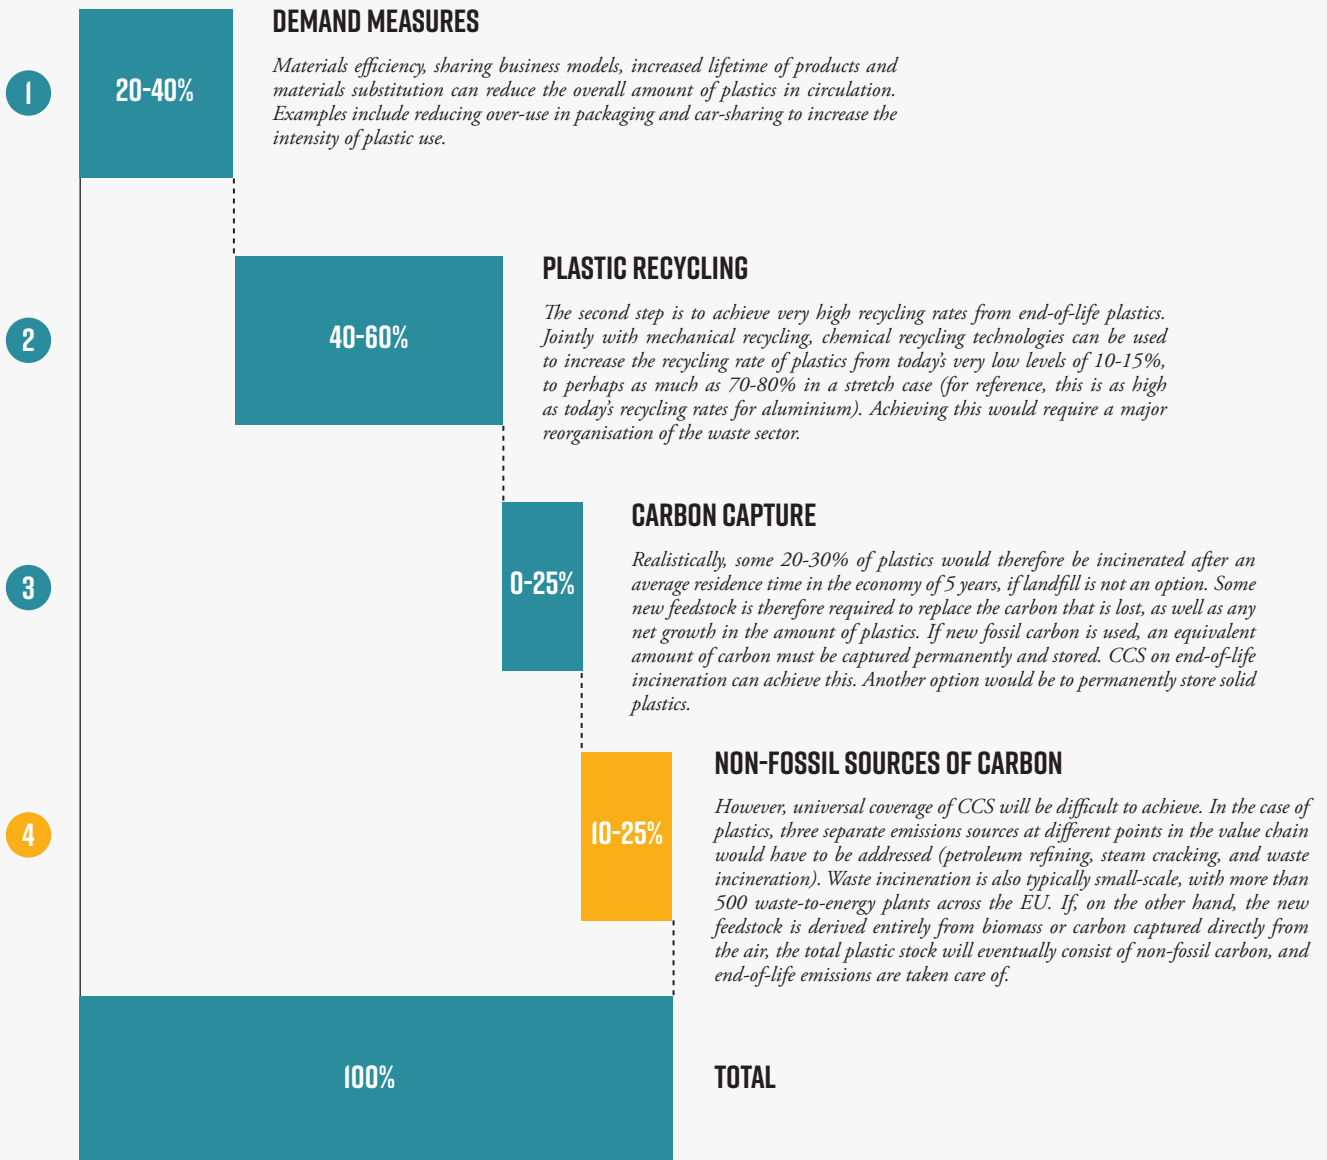 DEMAND MEASURES
Materials efficiency, sharing business models, increased lifetime of products and
materials substitution can reduce the overall amount of plastics in circulation.
Examples include reducing over-use in packaging and car-sharing to increase the
intensity of plastic use.
1
20-40%
PLASTIC RECYCLING
The second step is to achieve very high recycling rates from end-of-life plastics.
Jointly with mechanical recycling, chemical recycling technologies can be used
to increase the recycling rate of plastics from today's very low levels of 10-15%,
to perhaps as much as 70-80% in a stretch case (for reference, this is as high
as today's recycling rates for aluminium). Achieving this would require a major
reorganisation of the waste sector.
2
40-60%
CARBON CAPTURE
Realistically, some 20-30% of plastics would therefore be incinerated after an
average residence time in the economy of 5 years, if landfill is not an option. Some
new feedstock is therefore required to replace the carbon that is lost, as well as any
net growth in the amount of plastics. If new fossil carbon is used, an equivalent
amount of carbon must be captured permanently and stored. CCS on end-of-life
incineration can achieve this. Another option would be to permanently store solid
plastics.
3
0-25%
NON-FOSSIL SOURCES OF CARBON
However, universal coverage of CCS will be difficult to achieve. In the case of
plastics, three separate emissions sources at different points in the value chain
would have to be addressed (petroleum refining, steam cracking, and waste
incineration). Waste incineration is also typically small-scale, with more than
500 waste-to-energy plants across the EU. If, on the other hand, the new
feedstock is derived entirely from biomass or carbon captured directly from
the air, the total plastic stock will eventually consist of non-fossil carbon, and
end-of-life emissions are taken care of.
4
10-25%
100%
TOTAL